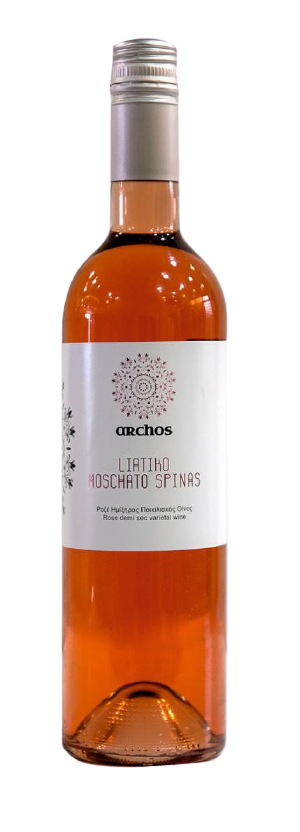 archos
LIATIKO
MOSCHATO SPINAS
Ροζέ Ημίξηρος Ποικιλιακός Οίνος
Rose demi sec varietal wine